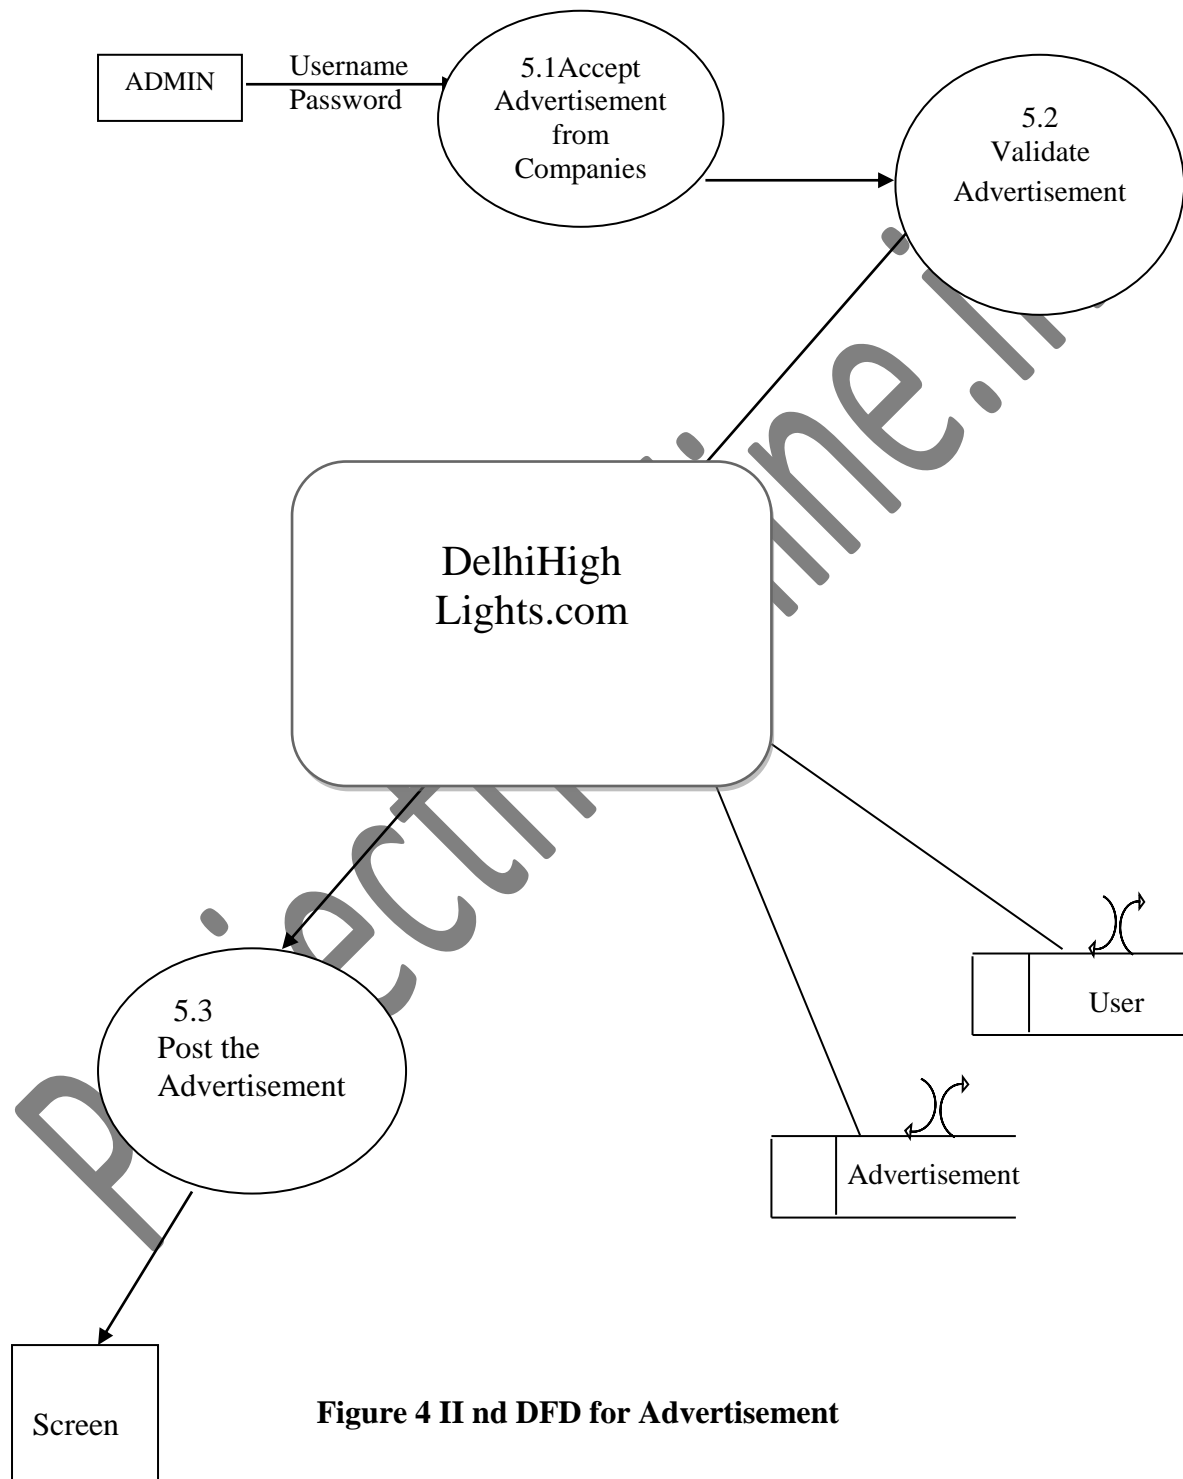 ADMIN
Username
Password
5.1Accept
Advertisement
from
Companies
5.2
Validate
Advertisement
DelhiHigh
Lights.com
5.3
Post the
Advertisement
User
Advertisement
Screen
Figure 4 II nd DFD for Advertisement